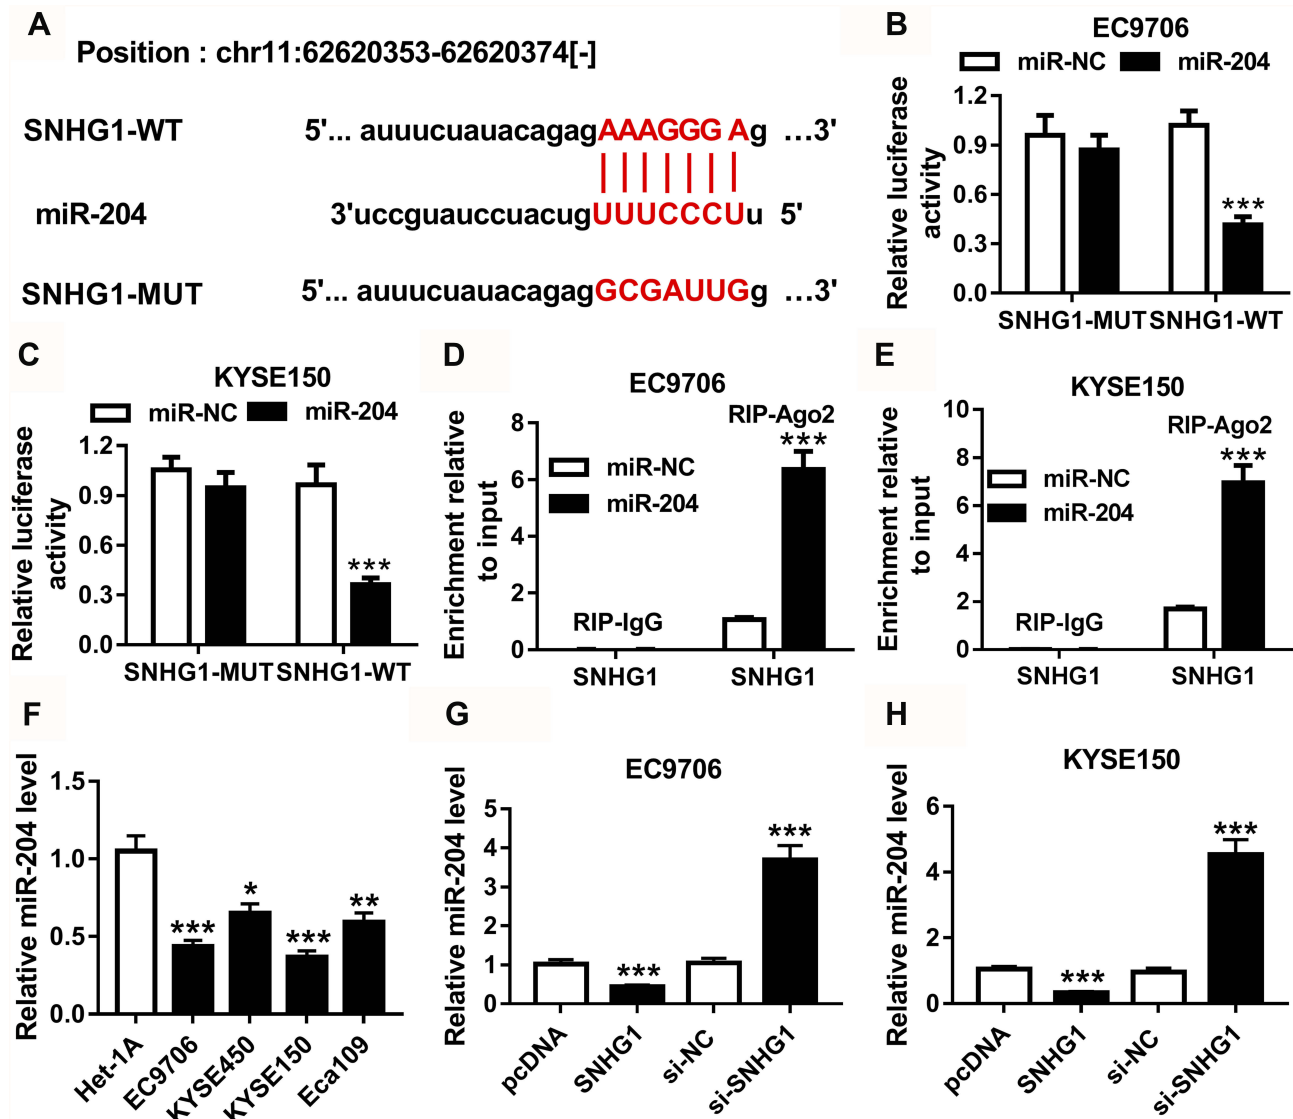 A
Position : chr11:62620353-62620374[-]
SNHG1-WT 5'... auuucuauacagagAAAGGG Ag ...3'
miR-204 3'uccguauccuacugUUUCCCUu 5'
SNHG1-MUT 5'... auuucuauacagagGCGAUUGg ...3'
B
EC9706
miR-NC miR-204
Relative luciferase
activity
1.2
0.9
0.6
0.3
0.0
***
SNHG1-MUT SNHG1-WT
C
KYSE150
miR-NC miR-204
Relative luciferase
activity
1.2
0.9
0.6
0.3
0.0
***
SNHG1-MUT SNHG1-WT
D
EC9706
Enrichment relative
to input
8
6
4
2
0
miR-NC
miR-204
RIP-Ago2
***
RIP-IgG
SNHG1 SNHG1
E
KYSE150
Enrichment relative
to input
10
8
6
4
2
0
miR-NC
miR-204
RIP-Ago2
***
RIP-IgG
SNHG1 SNHG1
F
Relative miR-204 level
1.5
1.0
0.5
0.0
*** * *** **
Het-1A EC9706 KYSE450 KYSE150 Eca109
G
EC9706
Relative miR-204 level
5
4
3
2
1
0
*** ***
pcDNA SNHG1 si-NC si-SNHG1
H
KYSE150
Relative miR-204 level
6
4
2
0
*** ***
pcDNA SNHG1 si-NC si-SNHG1